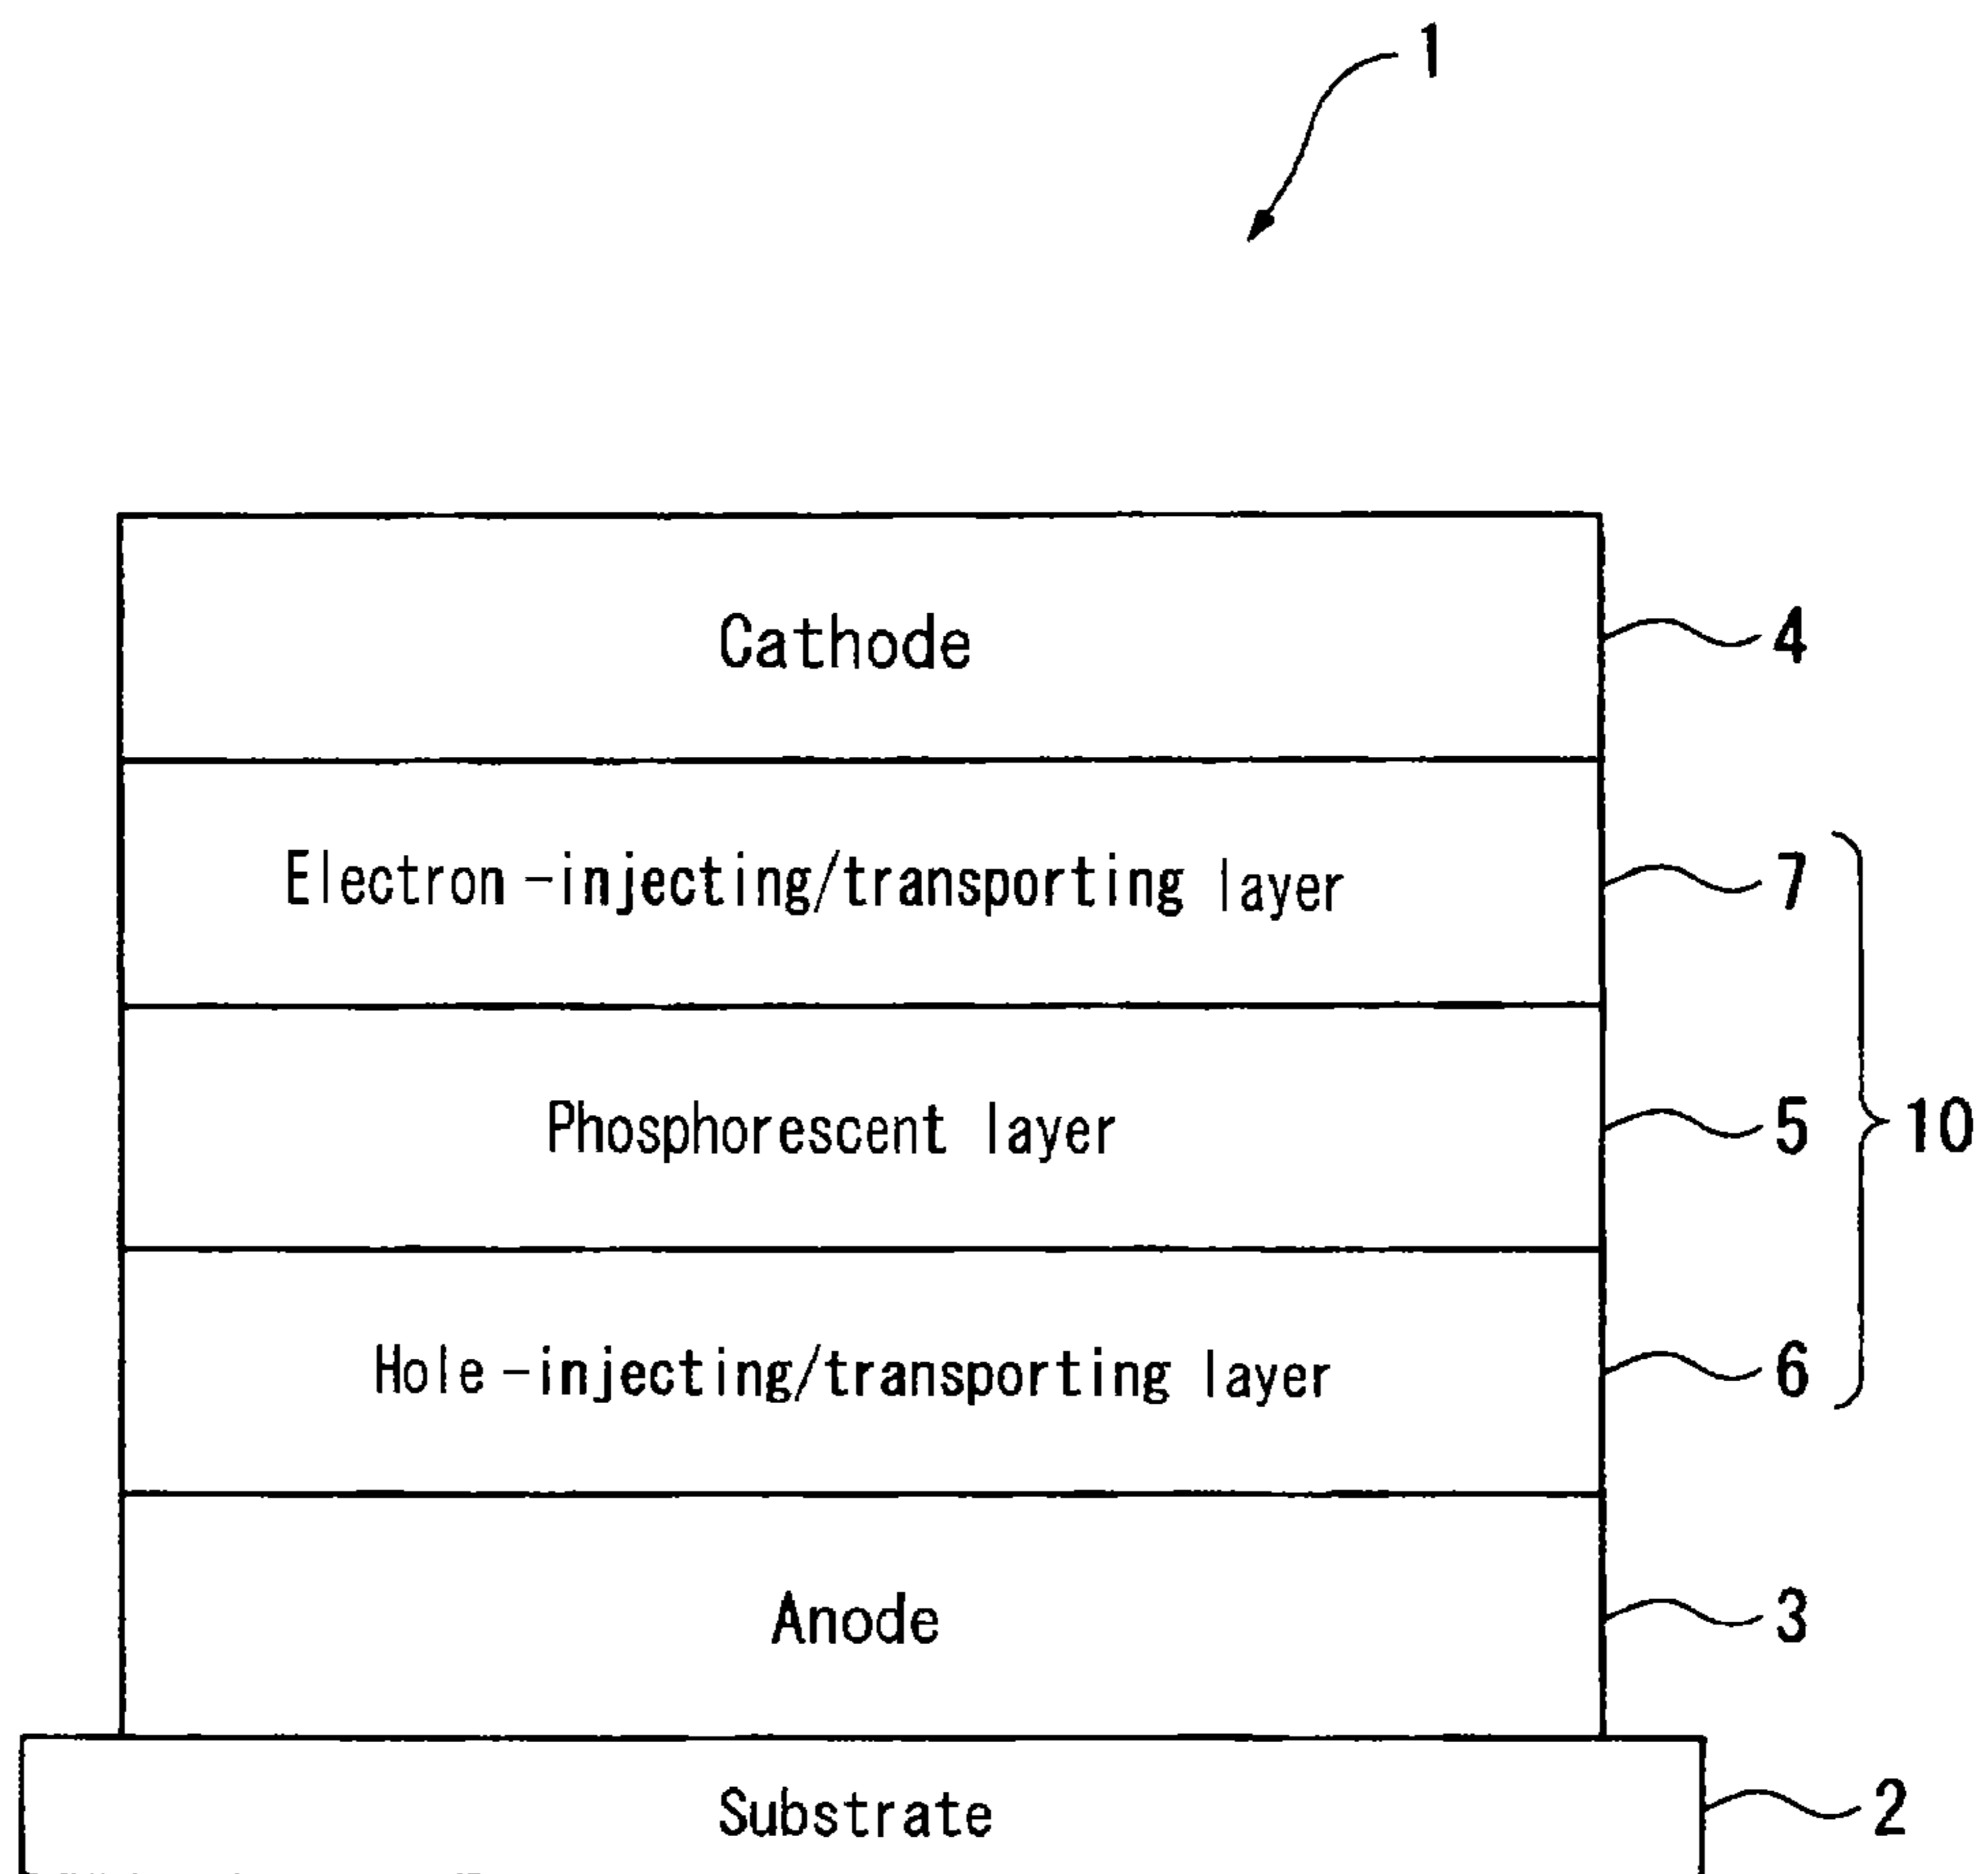 1
Cathode 4
Electron-injecting/transporting layer 7
Phosphorescent layer 5 10
Hole-injecting/transporting layer 6
Anode 3
Substrate 2